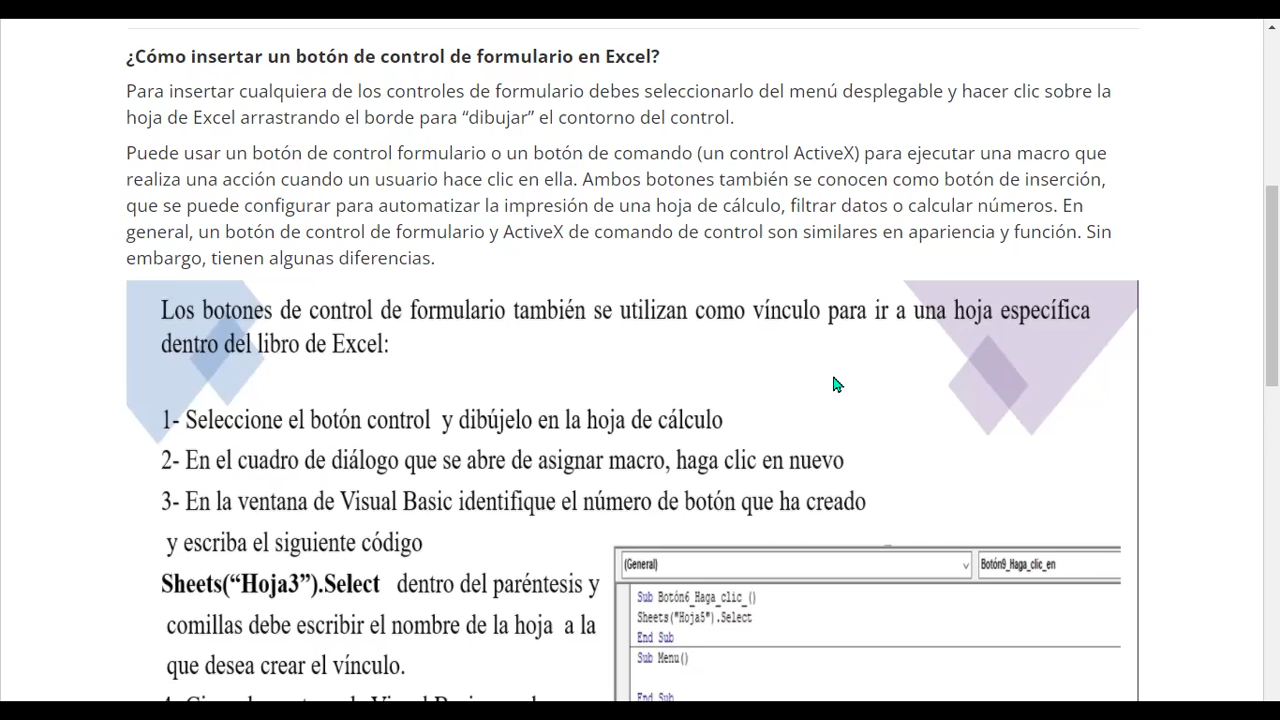 ¿Cómo insertar un botón de control de formulario en Excel?
Para insertar cualquiera de los controles de formulario debes seleccionarlo del menú desplegable y hacer clic sobre la
hoja de Excel arrastrando el borde para “dibujar” el contorno del control.
Puede usar un botón de control formulario o un botón de comando (un control ActiveX) para ejecutar una macro que
realiza una acción cuando un usuario hace clic en ella. Ambos botones también se conocen como botón de inserción,
que se puede configurar para automatizar la impresión de una hoja de cálculo, filtrar datos o calcular números. En
general, un botón de control de formulario y ActiveX de comando de control son similares en apariencia y función. Sin
embargo, tienen algunas diferencias.
Los botones de control de formulario también se utilizan como vínculo para ir a una hoja específica
dentro del libro de Excel:
1- Seleccione el botón control y dibújelo en la hoja de cálculo
2- En el cuadro de diálogo que se abre de asignar macro, haga clic en nuevo
3- En la ventana de Visual Basic identifique el número de botón que ha creado
y escriba el siguiente código
Sheets(“Hoja3”).Select dentro del paréntesis y
comillas debe escribir el nombre de la hoja a la
que desea crear el vínculo.
(General)
Botón9_Haga_clic_en
Sub Botón6_Haga_clic_()
Sheets("Hoja5").Select
End Sub
Sub Menu()
End Sub